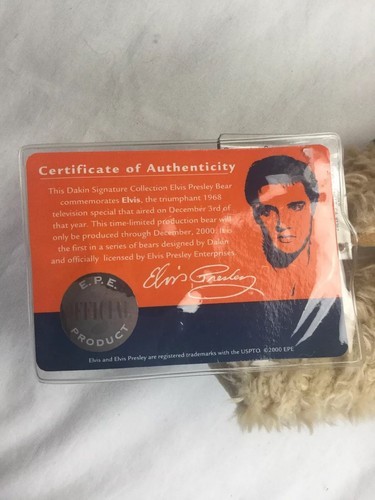 Certificate of Authenticity
This Dakin Signature Collection Elvis Presley Bear
commemorates Elvis, the triumphant 1968
television special that aired on December 3rd of
that year. This time-limited production bear will
only be produced through December, 2000
the first in a series of bears designed by Dakin
and officially licensed by Elvis Presley Enterprises.
Elvis Presley
E.P.E.
OFFICIAL
PRODUCT
Elvis and Elvis Presley are registered trademarks with the USPTO ©2000 EPE